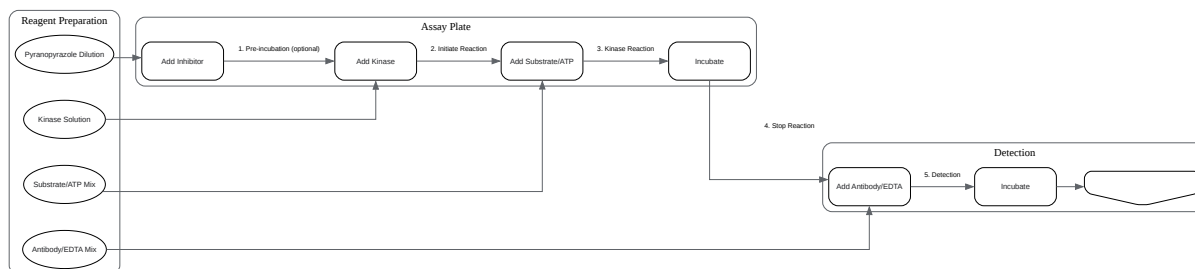 Reagent Preparation
Pyranopyrazole Dilution
Kinase Solution
Substrate/ATP Mix
Antibody/EDTA Mix
Assay Plate
Add Inhibitor
1. Pre-incubation (optional)
Add Kinase
2. Initiate Reaction
Add Substrate/ATP
3. Kinase Reaction
Incubate
4. Stop Reaction
Detection
Add Antibody/EDTA
5. Detection
Incubate